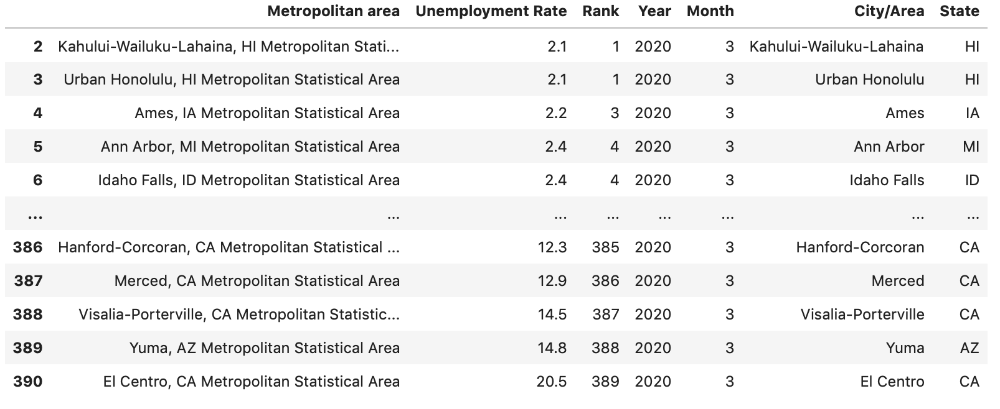 Metropolitan area Unemployment Rate Rank Year Month City/Area State
2 Kahului-Wailuku-Lahaina, HI Metropolitan Stati... 2.1 1 2020 3 Kahului-Wailuku-Lahaina HI
3 Urban Honolulu, HI Metropolitan Statistical Area 2.1 1 2020 3 Urban Honolulu HI
4 Ames, IA Metropolitan Statistical Area 2.2 3 2020 3 Ames IA
5 Ann Arbor, MI Metropolitan Statistical Area 2.4 4 2020 3 Ann Arbor MI
6 Idaho Falls, ID Metropolitan Statistical Area 2.4 4 2020 3 Idaho Falls ID
... ... ... ... ... ... ... ...
386 Hanford-Corcoran, CA Metropolitan Statistical ... 12.3 385 2020 3 Hanford-Corcoran CA
387 Merced, CA Metropolitan Statistical Area 12.9 386 2020 3 Merced CA
388 Visalia-Porterville, CA Metropolitan Statistic... 14.5 387 2020 3 Visalia-Porterville CA
389 Yuma, AZ Metropolitan Statistical Area 14.8 388 2020 3 Yuma AZ
390 El Centro, CA Metropolitan Statistical Area 20.5 389 2020 3 El Centro CA